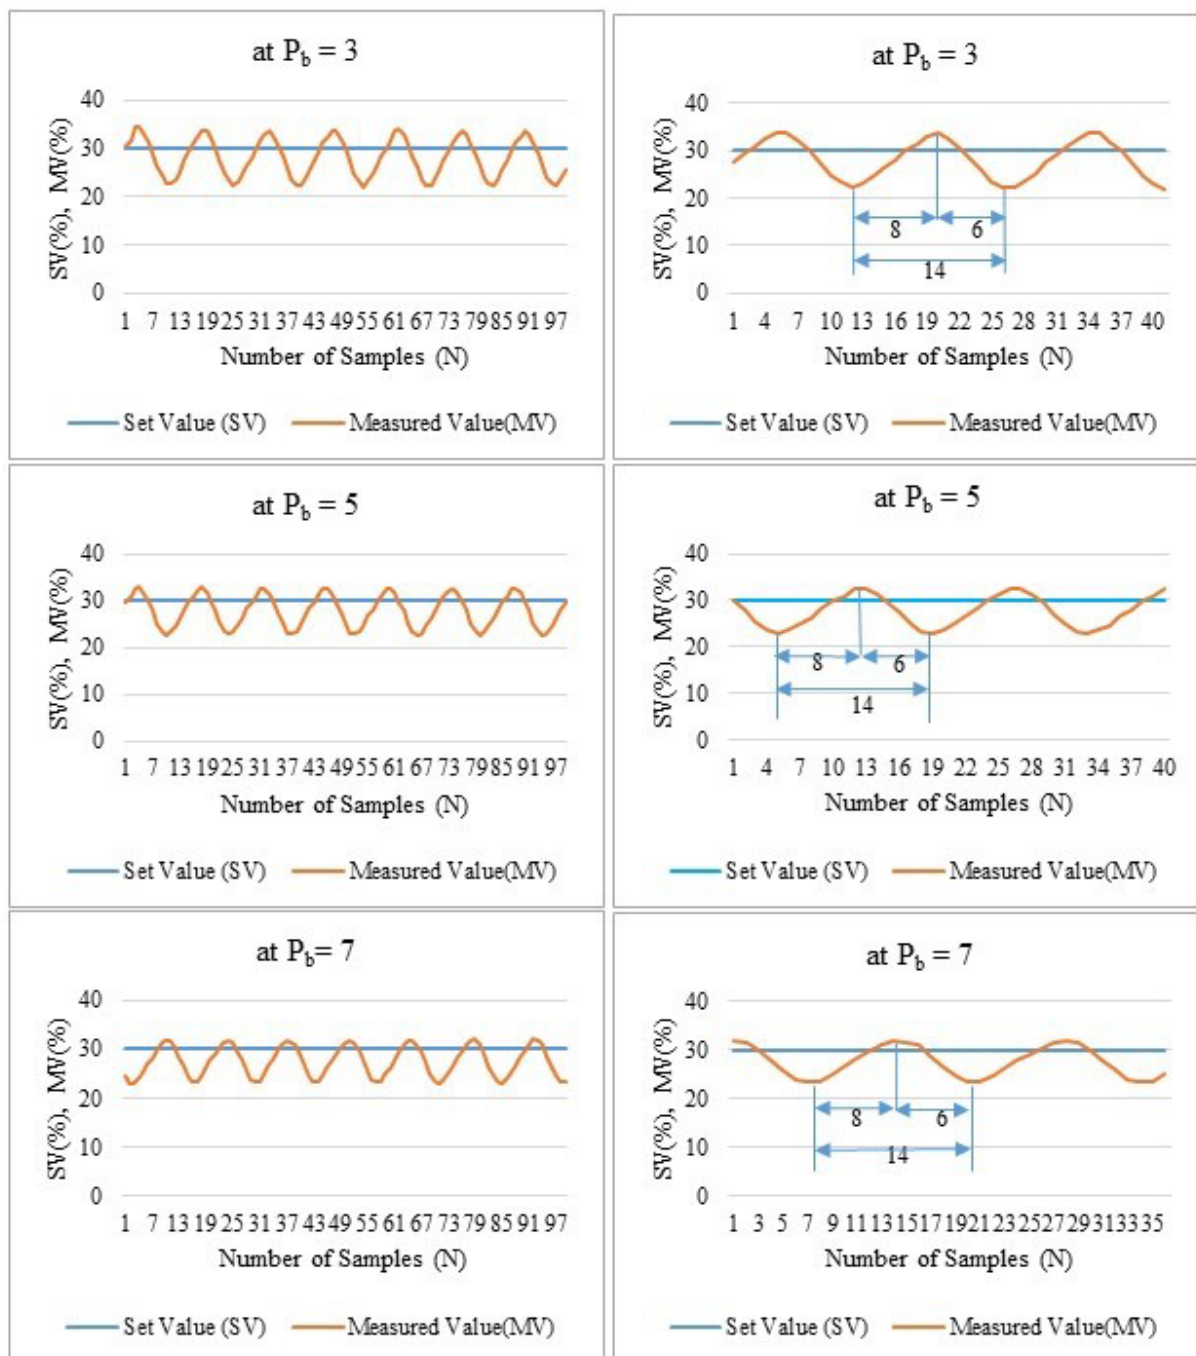 at Pb = 3
40
30
20
10
0
SV(%), MV(%)
1 7 13 19 25 31 37 43 49 55 61 67 73 79 85 91 97
Number of Samples (N)
Set Value (SV) Measured Value(MV)
at Pb = 3
40
30
20
10
0
SV(%), MV(%)
8 6
14
1 4 7 10 13 16 19 22 25 28 31 34 37 40
Number of Samples (N)
Set Value (SV) Measured Value(MV)
at Pb = 5
40
30
20
10
0
SV(%), MV(%)
1 7 13 19 25 31 37 43 49 55 61 67 73 79 85 91 97
Number of Samples (N)
Set Value (SV) Measured Value(MV)
at Pb = 5
40
30
20
10
0
SV(%), MV(%)
8 6
14
1 4 7 10 13 16 19 22 25 28 31 34 37 40
Number of Samples (N)
Set Value (SV) Measured Value(MV)
at Pb= 7
40
30
20
10
0
SV(%), MV(%)
1 7 13 19 25 31 37 43 49 55 61 67 73 79 85 91 97
Number of Samples (N)
Set Value (SV) Measured Value(MV)
at Pb = 7
40
30
20
10
0
SV(%), MV(%)
8 6
14
1 3 5 7 9 11 13 15 17 19 21 23 25 27 29 31 33 35
Number of Samples (N)
Set Value (SV) Measured Value(MV)